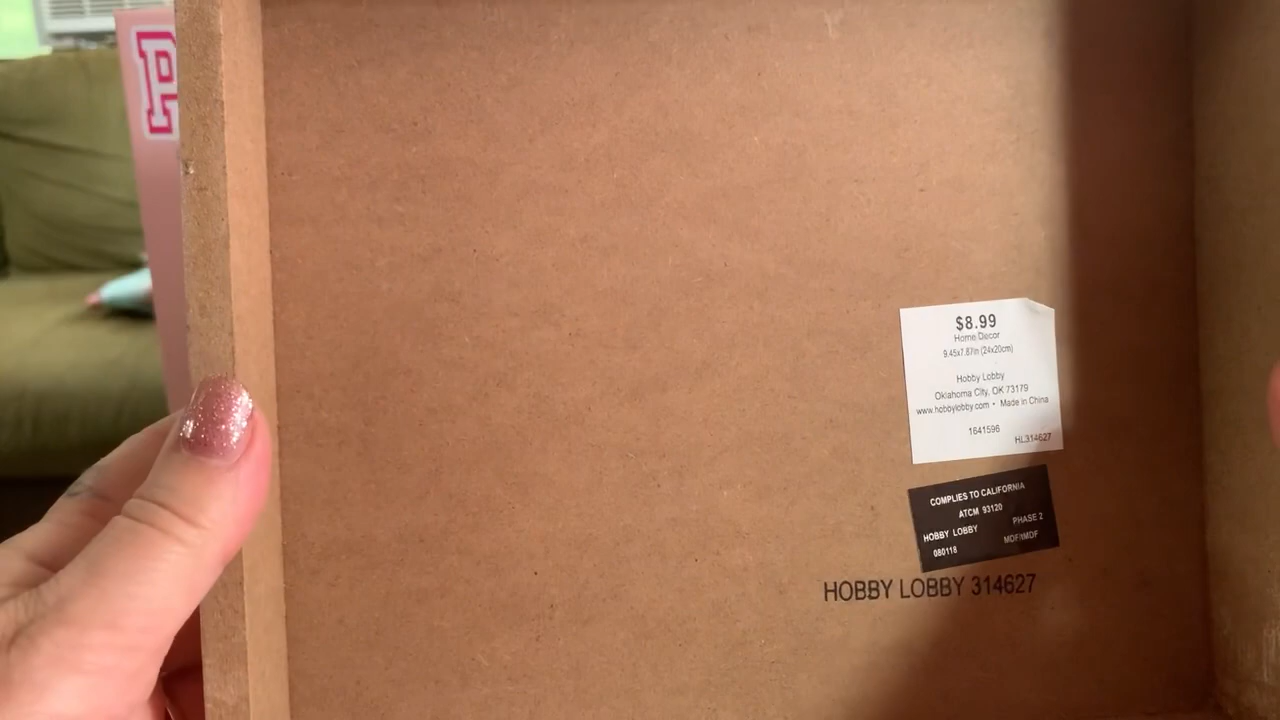 P
$8.99
Home Decor
9.45x7.87in (24x20cm)
Hobby Lobby
Oklahoma City, OK 73179
www.hobbylobby.com • Made in China
1641596
HL314627
COMPLIES TO CALIFORNIA
ATCM 93120
HOBBY LOBBY PHASE 2
080118 MDF/tMDF
HOBBY LOBBY 314627